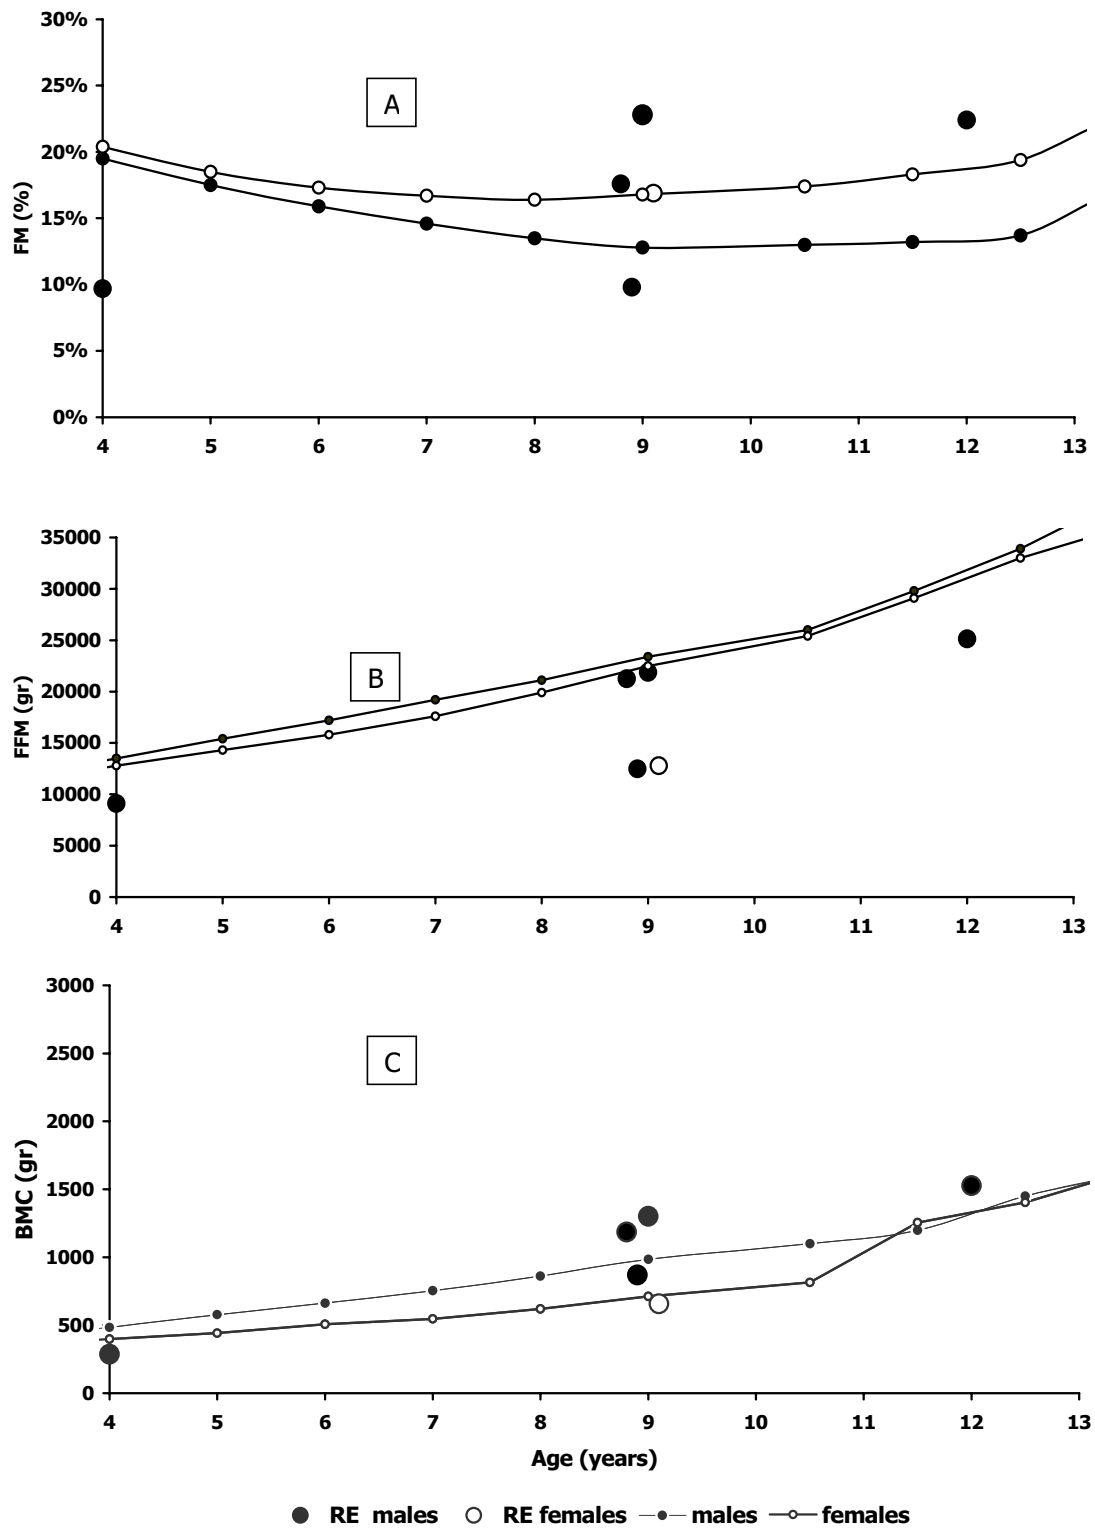 30%
25%
A
20%
FM (%)
15%
10%
5%
0%
4 5 6 7 8 9 10 11 12 13
35000
30000
25000
B
20000
FFM (gr)
15000
10000
5000
0
4 5 6 7 8 9 10 11 12 13
3000
2500
C
2000
BMC (gr)
1500
1000
500
0
4 5 6 7 8 9 10 11 12 13
Age (years)
RE males RE females males females